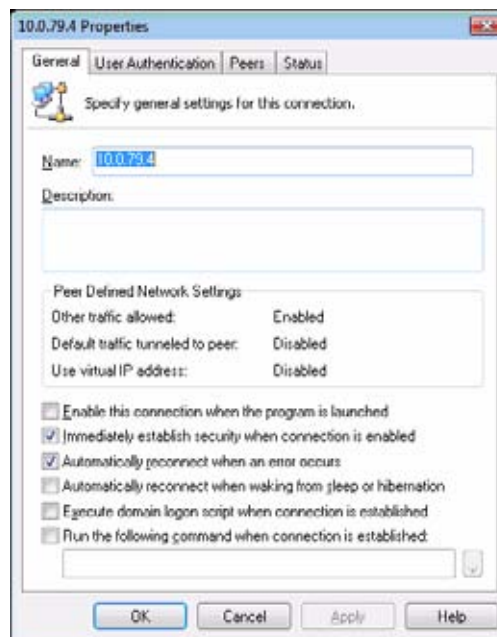 10.0.79.4 Properties
General User Authentication Peers Status
Specify general settings for this connection.
Name: 10.0.79.4
Description:
Peer Defined Network Settings
Other traffic allowed: Enabled
Default traffic tunneled to peer: Disabled
Use virtual IP address: Disabled
Enable this connection when the program is launched
Immediately establish security when connection is enabled
Automatically reconnect when an error occurs
Automatically reconnect when waking from sleep or hibernation
Execute domain logon script when connection is established
Run the following command when connection is established:
OK Cancel Apply Help